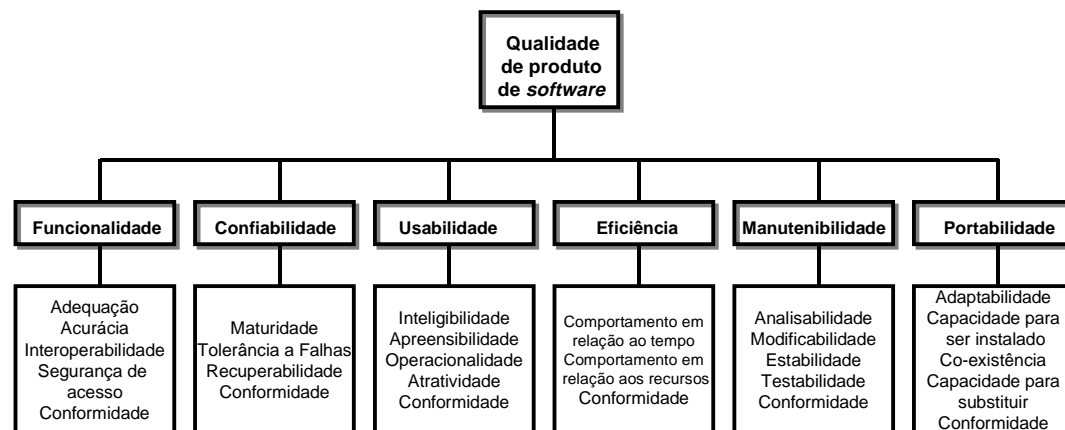 Qualidade
de produto
de software
Funcionalidade
Confiabilidade
Usabilidade
Eficiência
Manutenibilidade
Portabilidade
Adequação
Acurácia
Interoperabilidade
Segurança de
acesso
Conformidade
Maturidade
Tolerância a Falhas
Recuperabilidade
Conformidade
Inteligibilidade
Apreensibilidade
Operacionalidade
Atratividade
Conformidade
Comportamento em
relação ao tempo
Comportamento em
relação aos recursos
Conformidade
Analisabilidade
Modificabilidade
Estabilidade
Testabilidade
Conformidade
Adaptabilidade
Capacidade para
ser instalado
Co-existência
Capacidade para
substituir
Conformidade